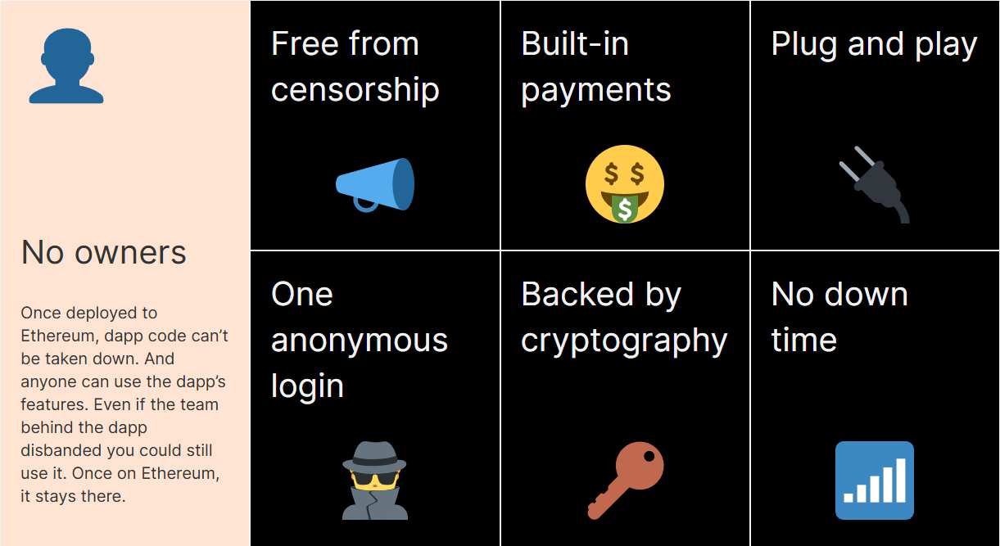 No owners
Once deployed to
Ethereum, dapp code can’t
be taken down. And
anyone can use the dapp’s
features. Even if the team
behind the dapp
disbanded you could still
use it. Once on Ethereum,
it stays there.
Free from
censorship
Built-in
payments
$ $
$
Plug and play
One
anonymous
login
Backed by
cryptography
No down
time